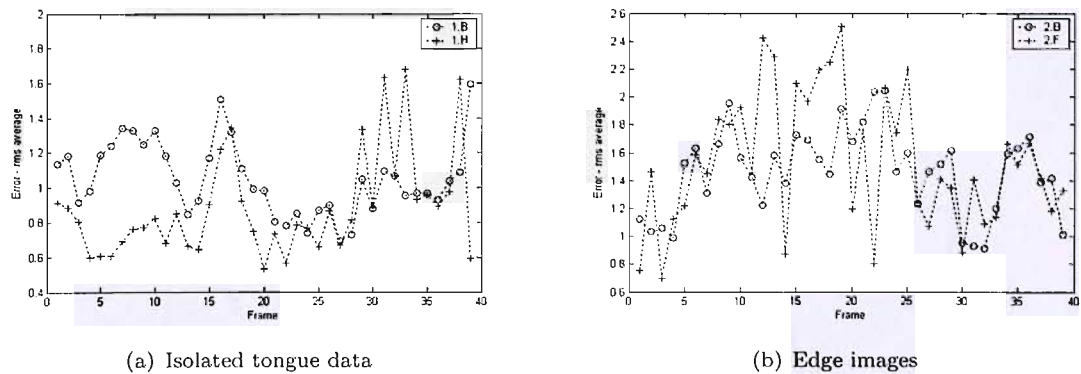 2
1.8
1.6
1.4
1.2
1
0.8
0.6
0.4
0 5 10 15 20 25 30 35 40
Error - rms average
Frame
1.B
1.H
(a) Isolated tongue data
2.6
2.4
2.2
2
1.8
1.6
1.4
1.2
1
0.8
0.6
0 5 10 15 20 25 30 35 40
Error - rms average
Frame
2.B
2.F
(b) Edge images